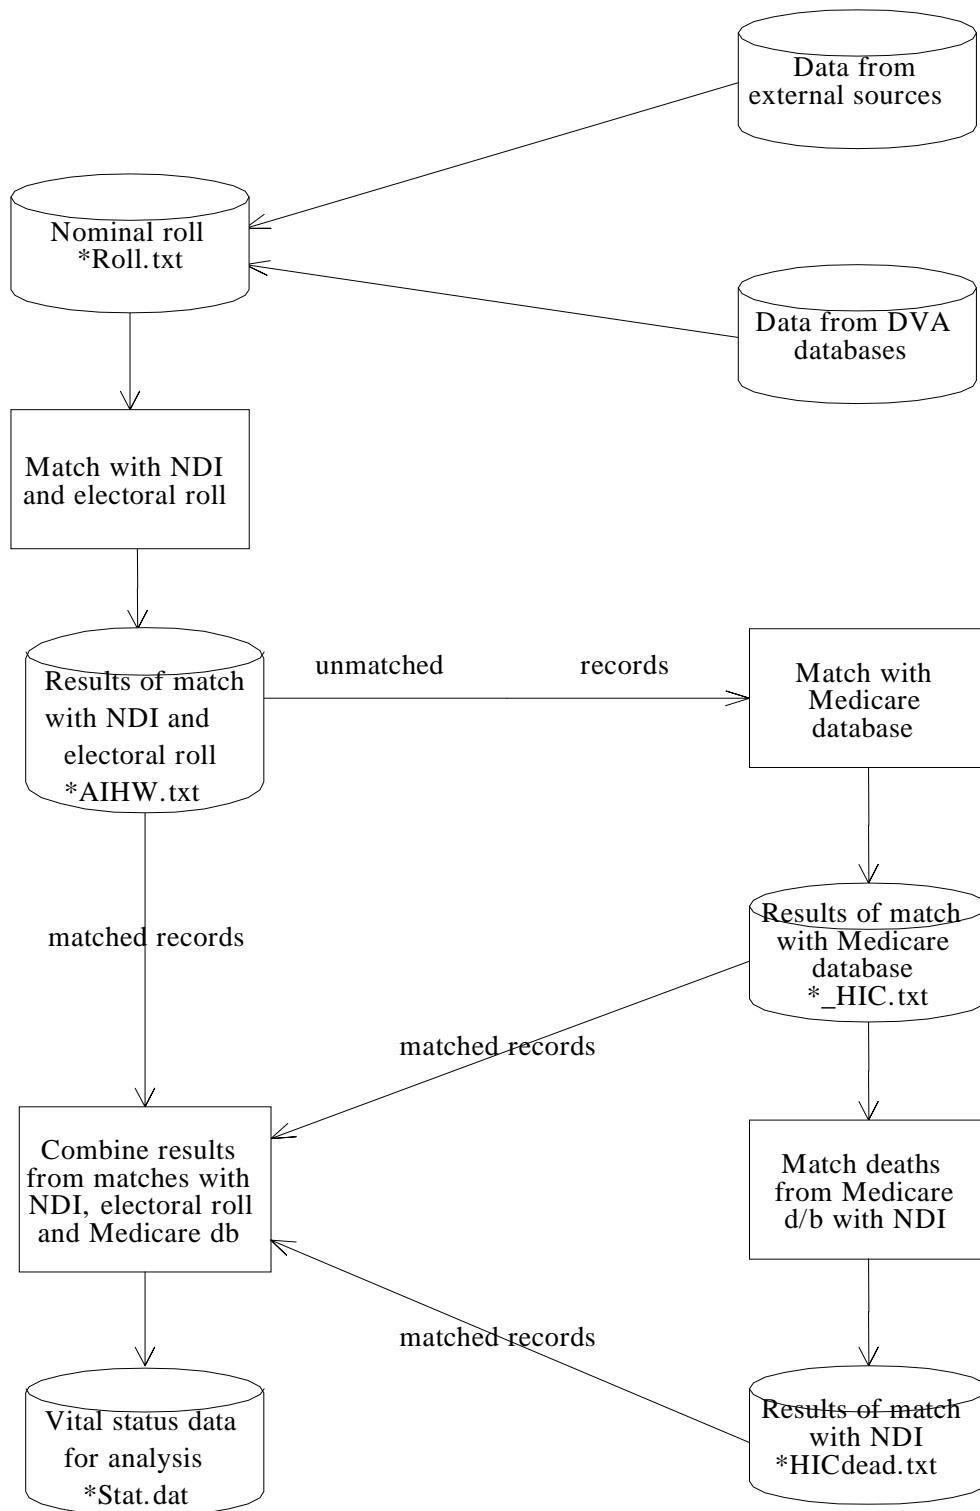 Data from
external sources
Nominal roll
*Roll.txt
Data from DVA
databases
Match with NDI
and electoral roll
unmatched records
Results of match
with NDI and
electoral roll
*AIHW.txt
Match with
Medicare
database
matched records
Results of match
with Medicare
database
*_HIC.txt
matched records
Combine results
from matches with
NDI, electoral roll
and Medicare db
Match deaths
from Medicare
d/b with NDI
matched records
Vital status data
for analysis
*Stat.dat
Results of match
with NDI
*HICdead.txt